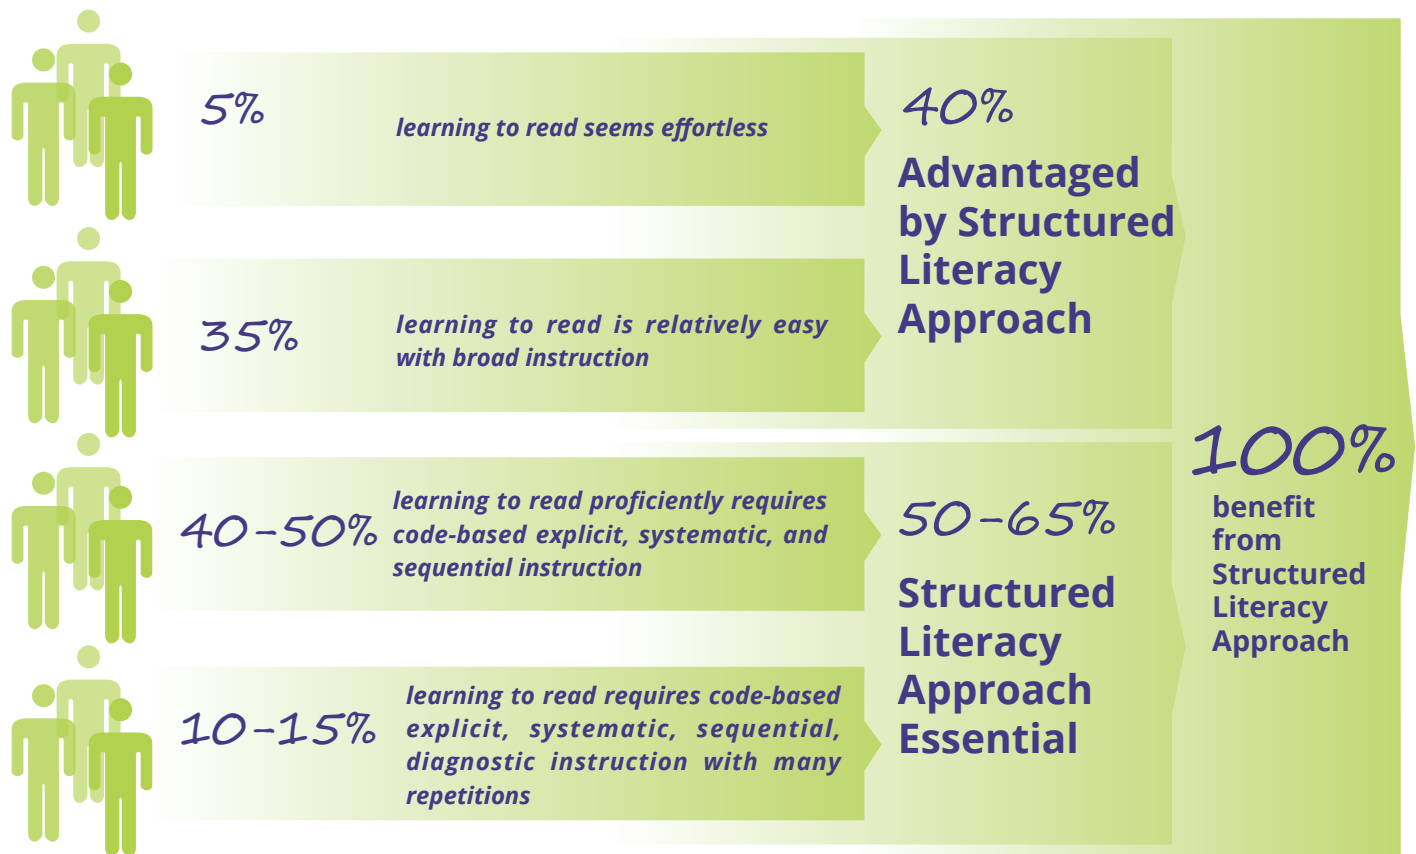 5%
learning to read seems effortless
35%
learning to read is relatively easy
with broad instruction
40%
Advantaged
by Structured
Literacy
Approach
40-50%
learning to read proficiently requires
code-based explicit, systematic, and
sequential instruction
10-15%
learning to read requires code-based
explicit, systematic, sequential,
diagnostic instruction with many
repetitions
50-65%
Structured
Literacy
Approach
Essential
100%
benefit
from
Structured
Literacy
Approach